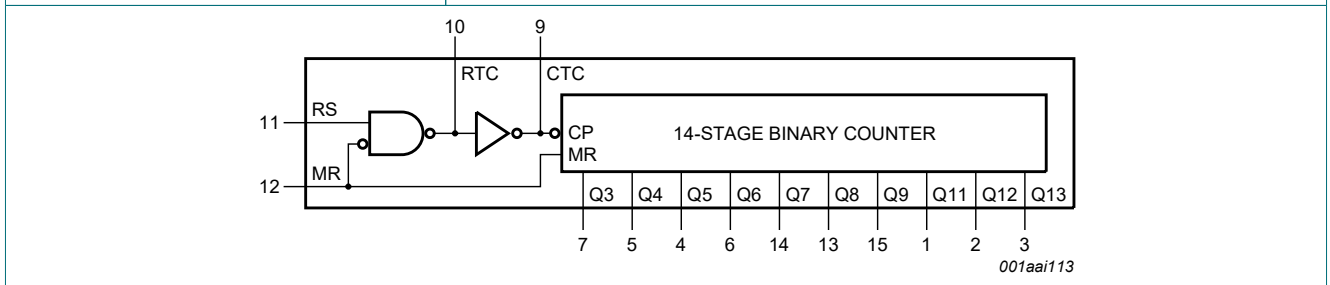 10 9
RTC CTC
11 RS
CP 14-STAGE BINARY COUNTER
MR
12 MR
Q3 Q4 Q5 Q6 Q7 Q8 Q9 Q11 Q12 Q13
7 5 4 6 14 13 15 1 2 3
001aai113